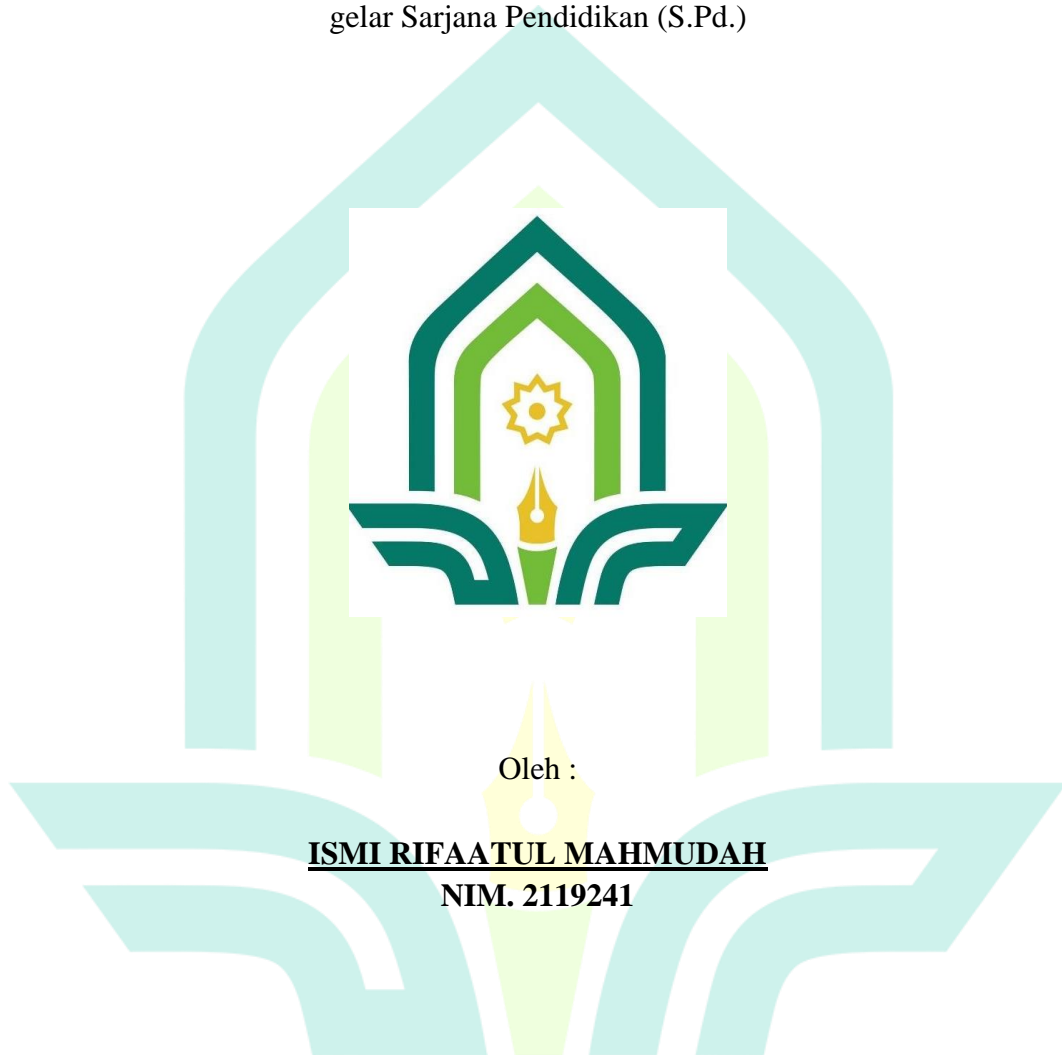 gelar Sarjana Pendidikan (S.Pd.)
Oleh :
ISMI RIFAATUL MAHMUDAH
NIM. 2119241